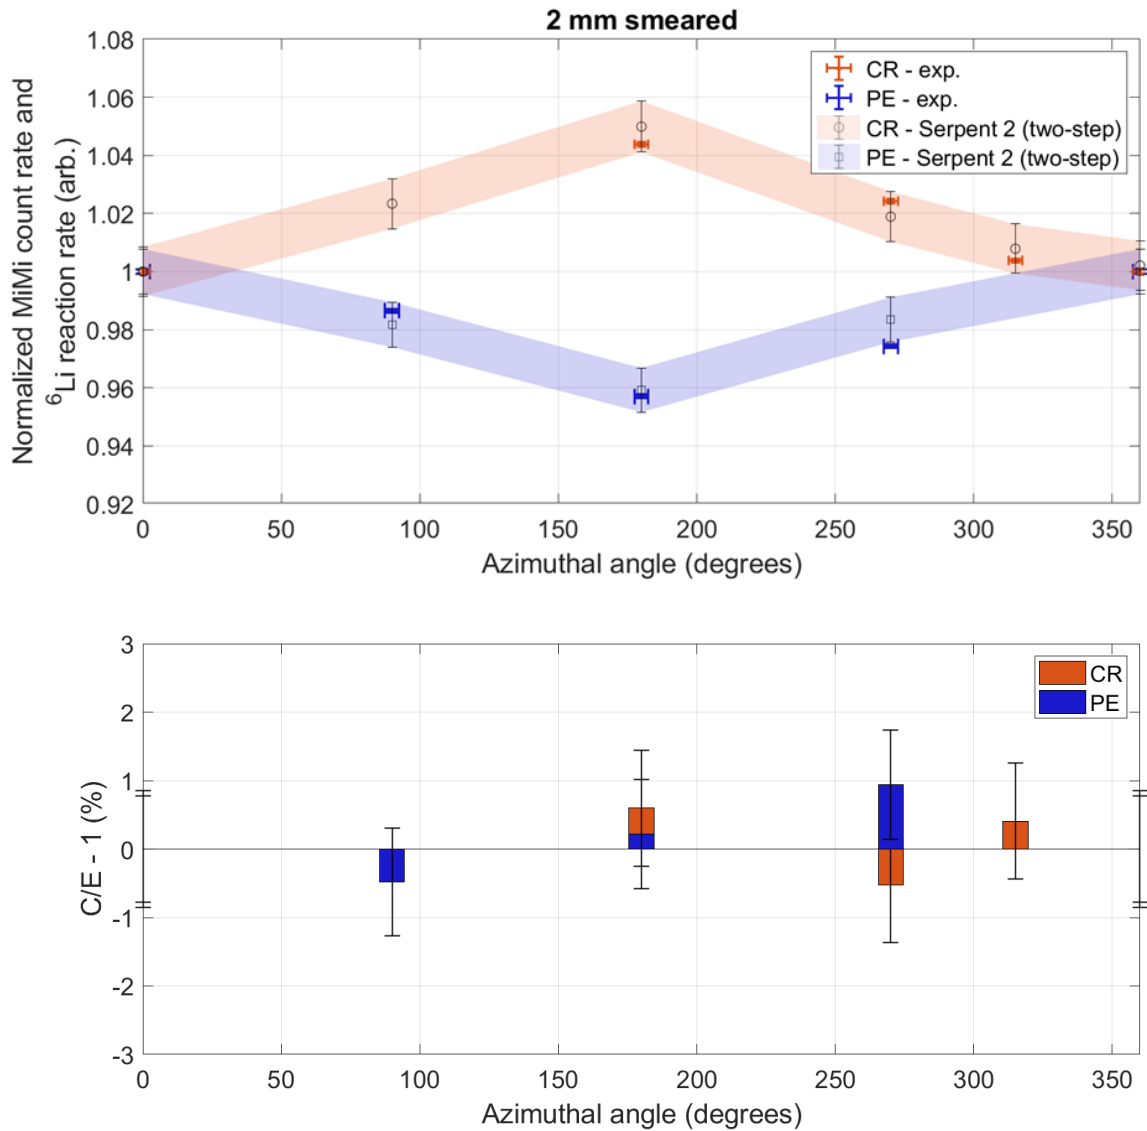 2 mm smeared
Normalized MiMi count rate and
⁶Li reaction rate (arb.)
1.08
1.06
1.04
1.02
1
0.98
0.96
0.94
0.92
CR - exp.
PE - exp.
CR - Serpent 2 (two-step)
PE - Serpent 2 (two-step)
0 50 100 150 200 250 300 350
Azimuthal angle (degrees)
C/E - 1 (%)
3
2
1
0
-1
-2
-3
CR
PE
0 50 100 150 200 250 300 350
Azimuthal angle (degrees)